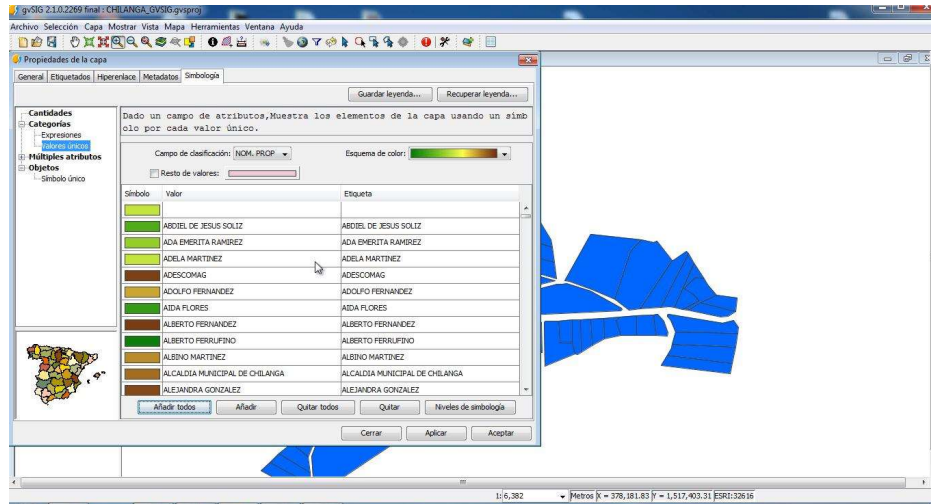 gvSIG 2.1.0.2269 final : CHILANGA_GVSIG.gvsproj
Archivo Selección Capa Mostrar Vista Mapa Herramientas Ventana Ayuda
Propiedades de la capa
General Etiquetados Hiperenlace Metadatos Simbología
Guardar leyenda... Recuperar leyenda...
Cantidades
Categorías
Expresiones
Valores únicos
Múltiples atributos
Objetos
Símbolo único
Dado un campo de atributos,Muestra los elementos de la capa usando un símb
olo por cada valor único.
Campo de clasificación: NOM. PROP Esquema de color:
Resto de valores:
Símbolo Valor Etiqueta
ABDIEL DE JESUS SOLIZ ABDIEL DE JESUS SOLIZ
ADA EMERITA RAMIREZ ADA EMERITA RAMIREZ
ADELA MARTINEZ ADELA MARTINEZ
ADESCOMAG ADESCOMAG
ADOLFO FERNANDEZ ADOLFO FERNANDEZ
AIDA FLORES AIDA FLORES
ALBERTO FERNANDEZ ALBERTO FERNANDEZ
ALBERTO FERRUFINO ALBERTO FERRUFINO
ALBINO MARTINEZ ALBINO MARTINEZ
ALCALDIA MUNICIPAL DE CHILANGA ALCALDIA MUNICIPAL DE CHILANGA
ALEJANDRA GONZALEZ ALEJANDRA GONZALEZ
Añadir todos Añadir Quitar todos Quitar Niveles de simbología
Cerrar Aplicar Aceptar
1: 6,382 Metros X = 378,181.83 Y = 1,517,403.31 ESRI:32616